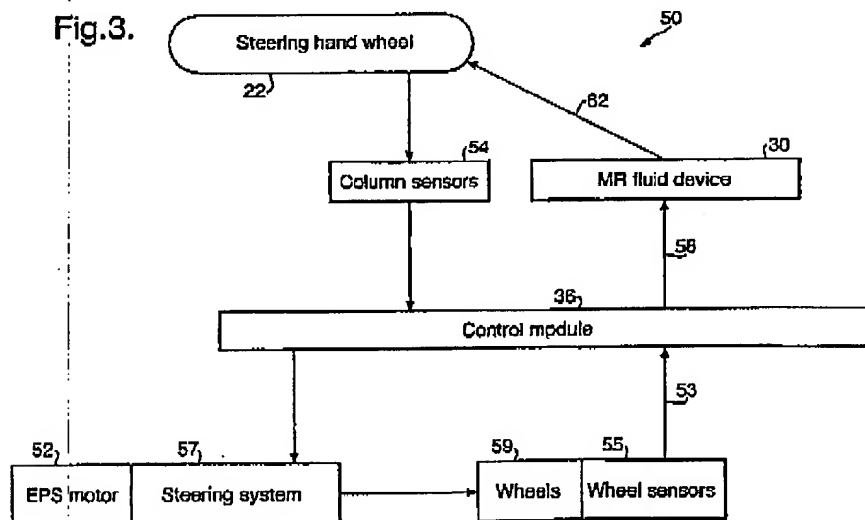 Fig.3.
50
Steering hand wheel
22
62
54
30
Column sensors
MR fluid device
56
36
Control module
53
52
57
59
55
EPS motor
Steering system
Wheels
Wheel sensors